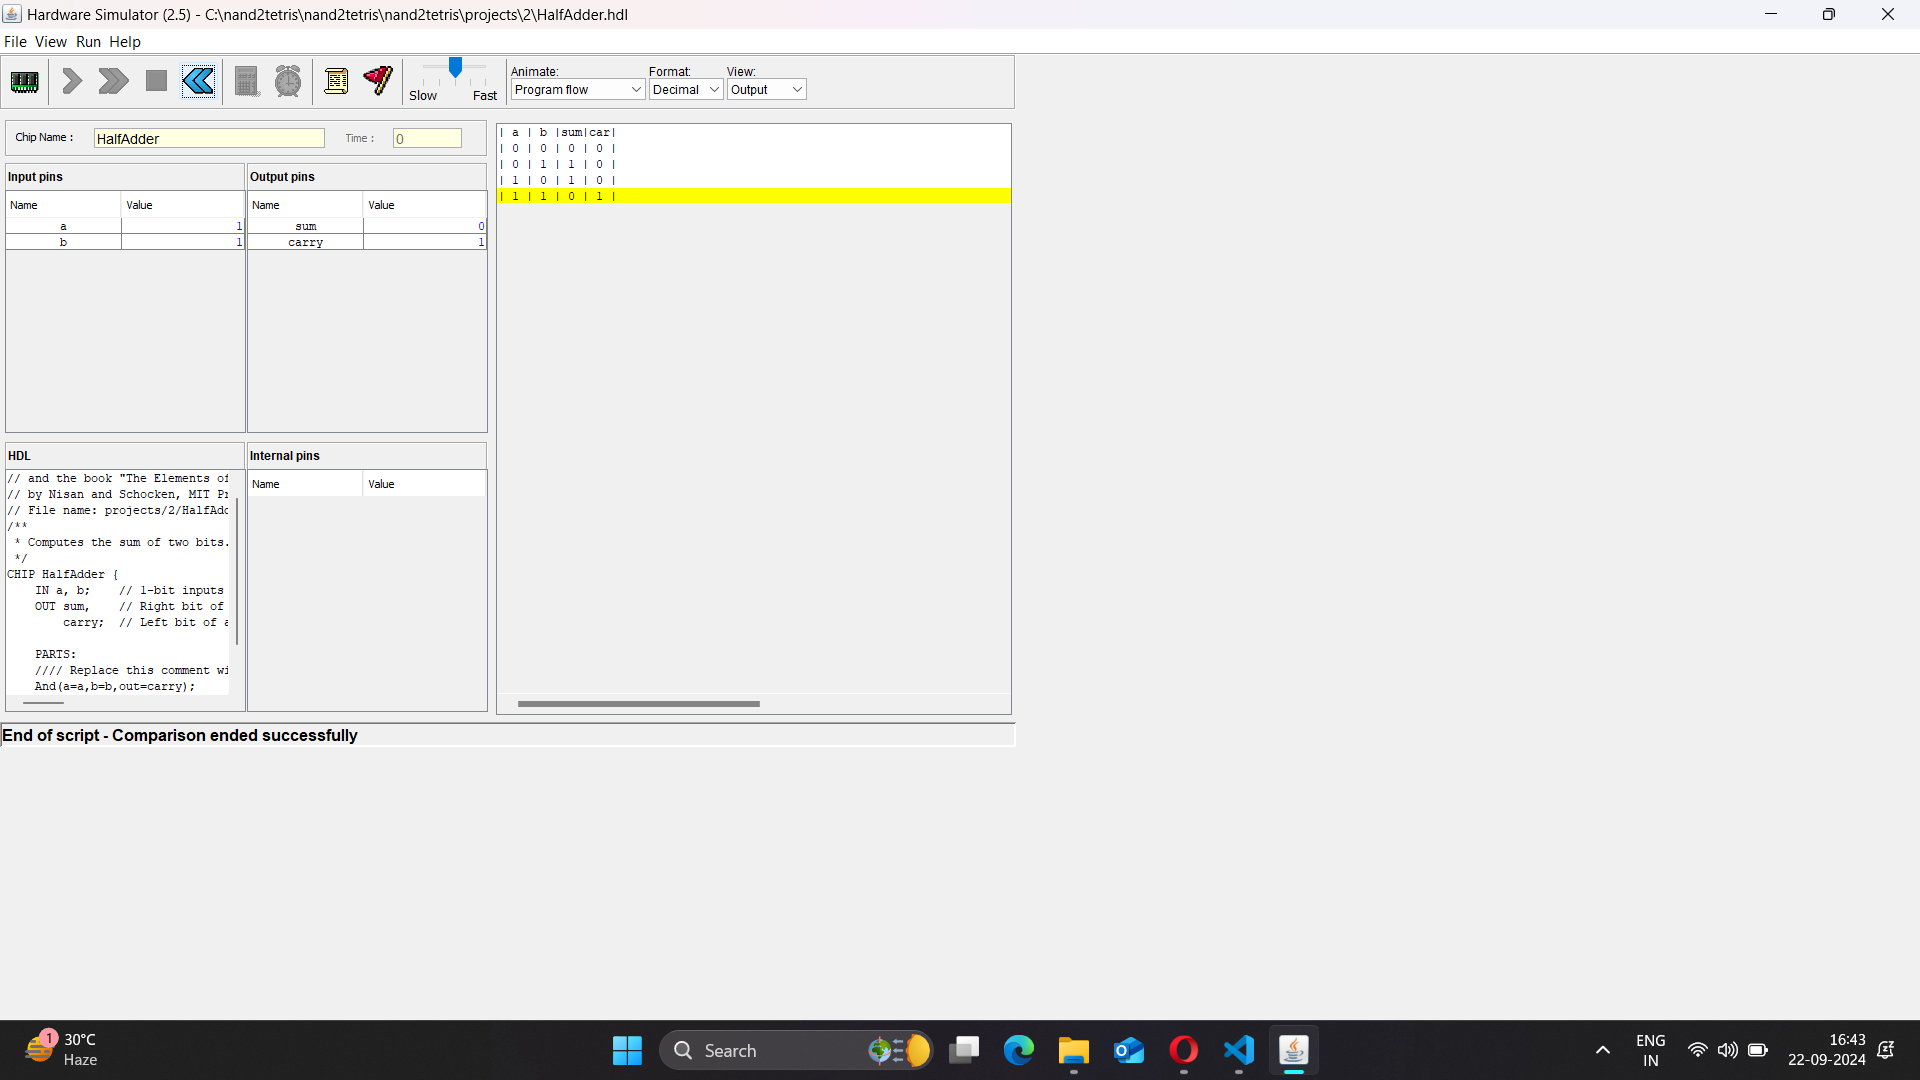 Hardware Simulator (2.5) - C:\nand2tetris\nand2tetris\nand2tetris\projects\2\HalfAdder.hdl
File View Run Help
Slow Fast
Animate: Format: View:
Program flow Decimal Output
Chip Name : HalfAdder Time : 0
Input pins
Name Value
a 1
b 1
Output pins
Name Value
sum 0
carry 1
| a | b |sum|car|
| 0 | 0 | 0 | 0 |
| 0 | 1 | 1 | 0 |
| 1 | 0 | 1 | 0 |
| 1 | 1 | 0 | 1 |
HDL
// and the book "The Elements of
// by Nisan and Schocken, MIT Pr
// File name: projects/2/HalfAdd
/**
* Computes the sum of two bits.
*/
CHIP HalfAdder {
IN a, b; // 1-bit inputs
OUT sum, // Right bit of
carry; // Left bit of a
PARTS:
//// Replace this comment wi
And(a=a,b=b,out=carry);
Internal pins
Name Value
End of script - Comparison ended successfully
1
30°C
Haze
Search
ENG
IN
16:43
22-09-2024